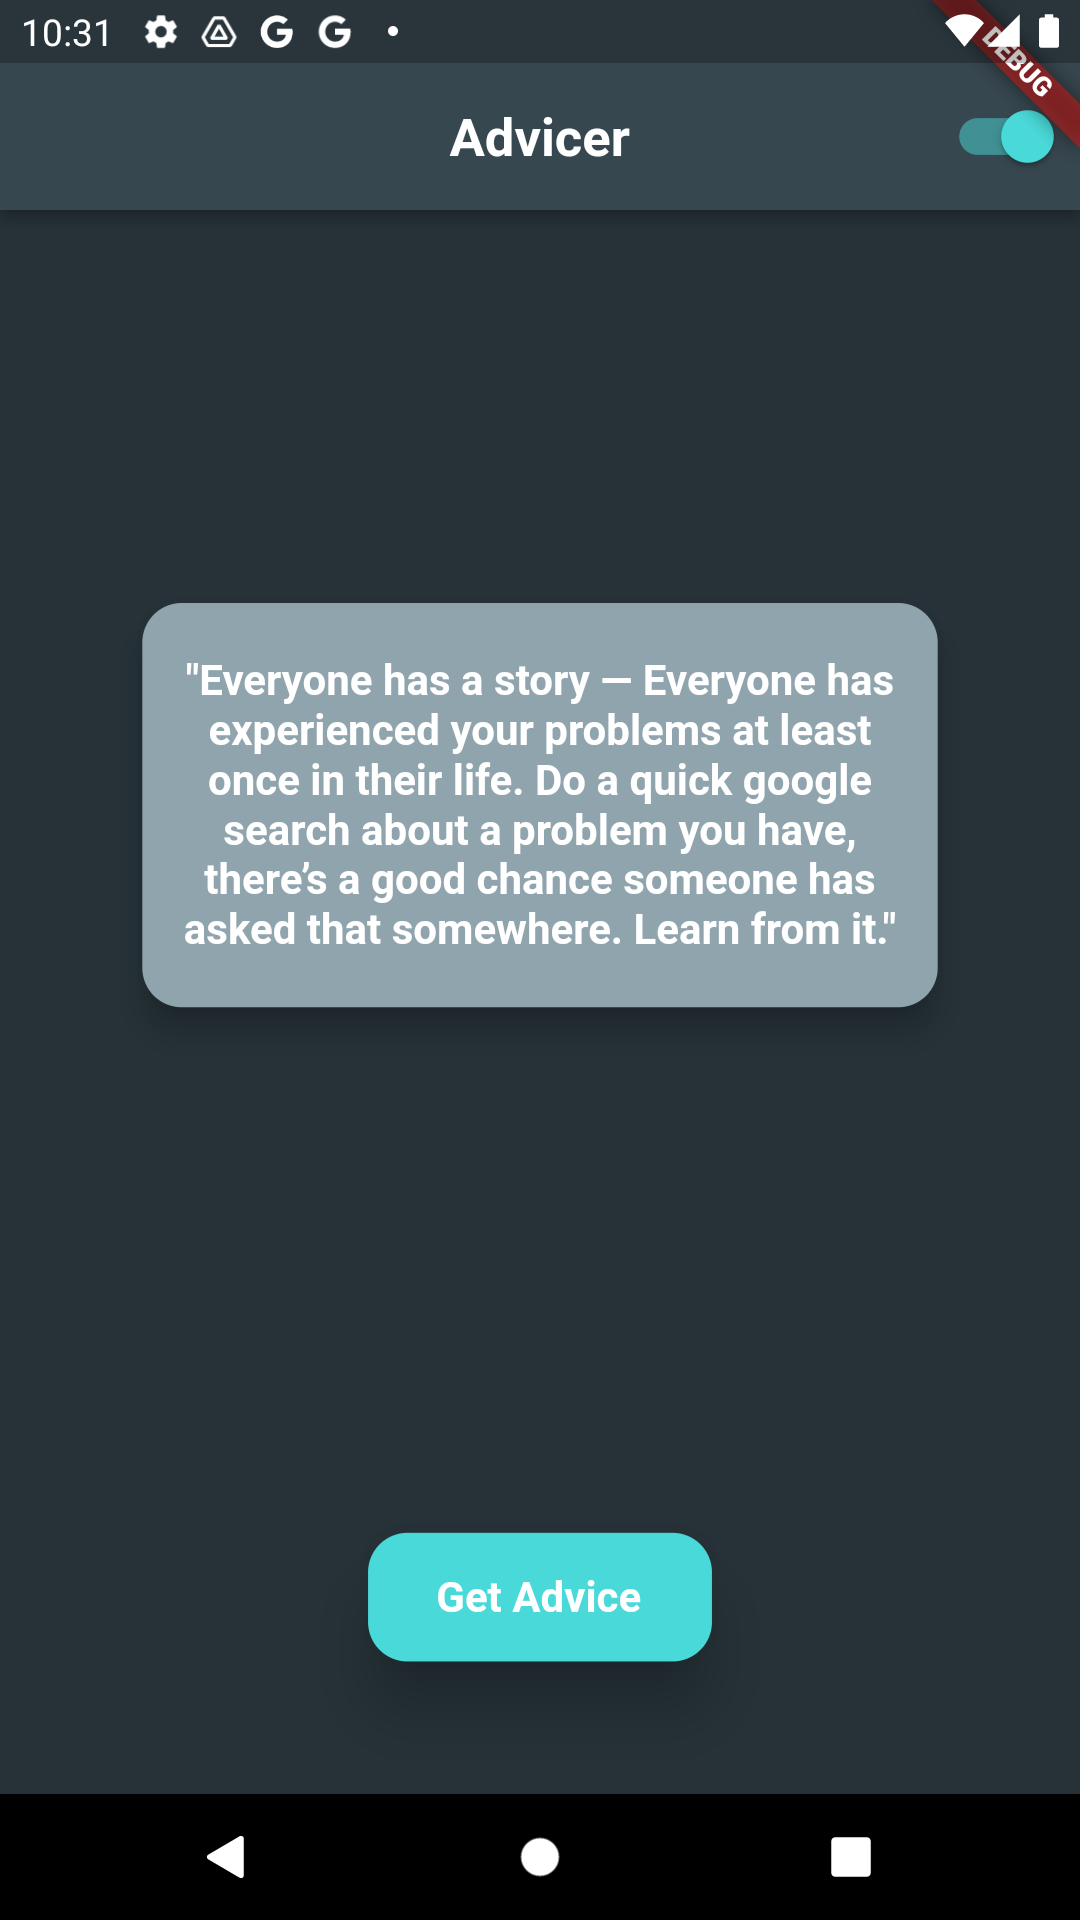 10:31
DEBUG
Advicer
"Everyone has a story — Everyone has
experienced your problems at least
once in their life. Do a quick google
search about a problem you have,
there’s a good chance someone has
asked that somewhere. Learn from it."
Get Advice